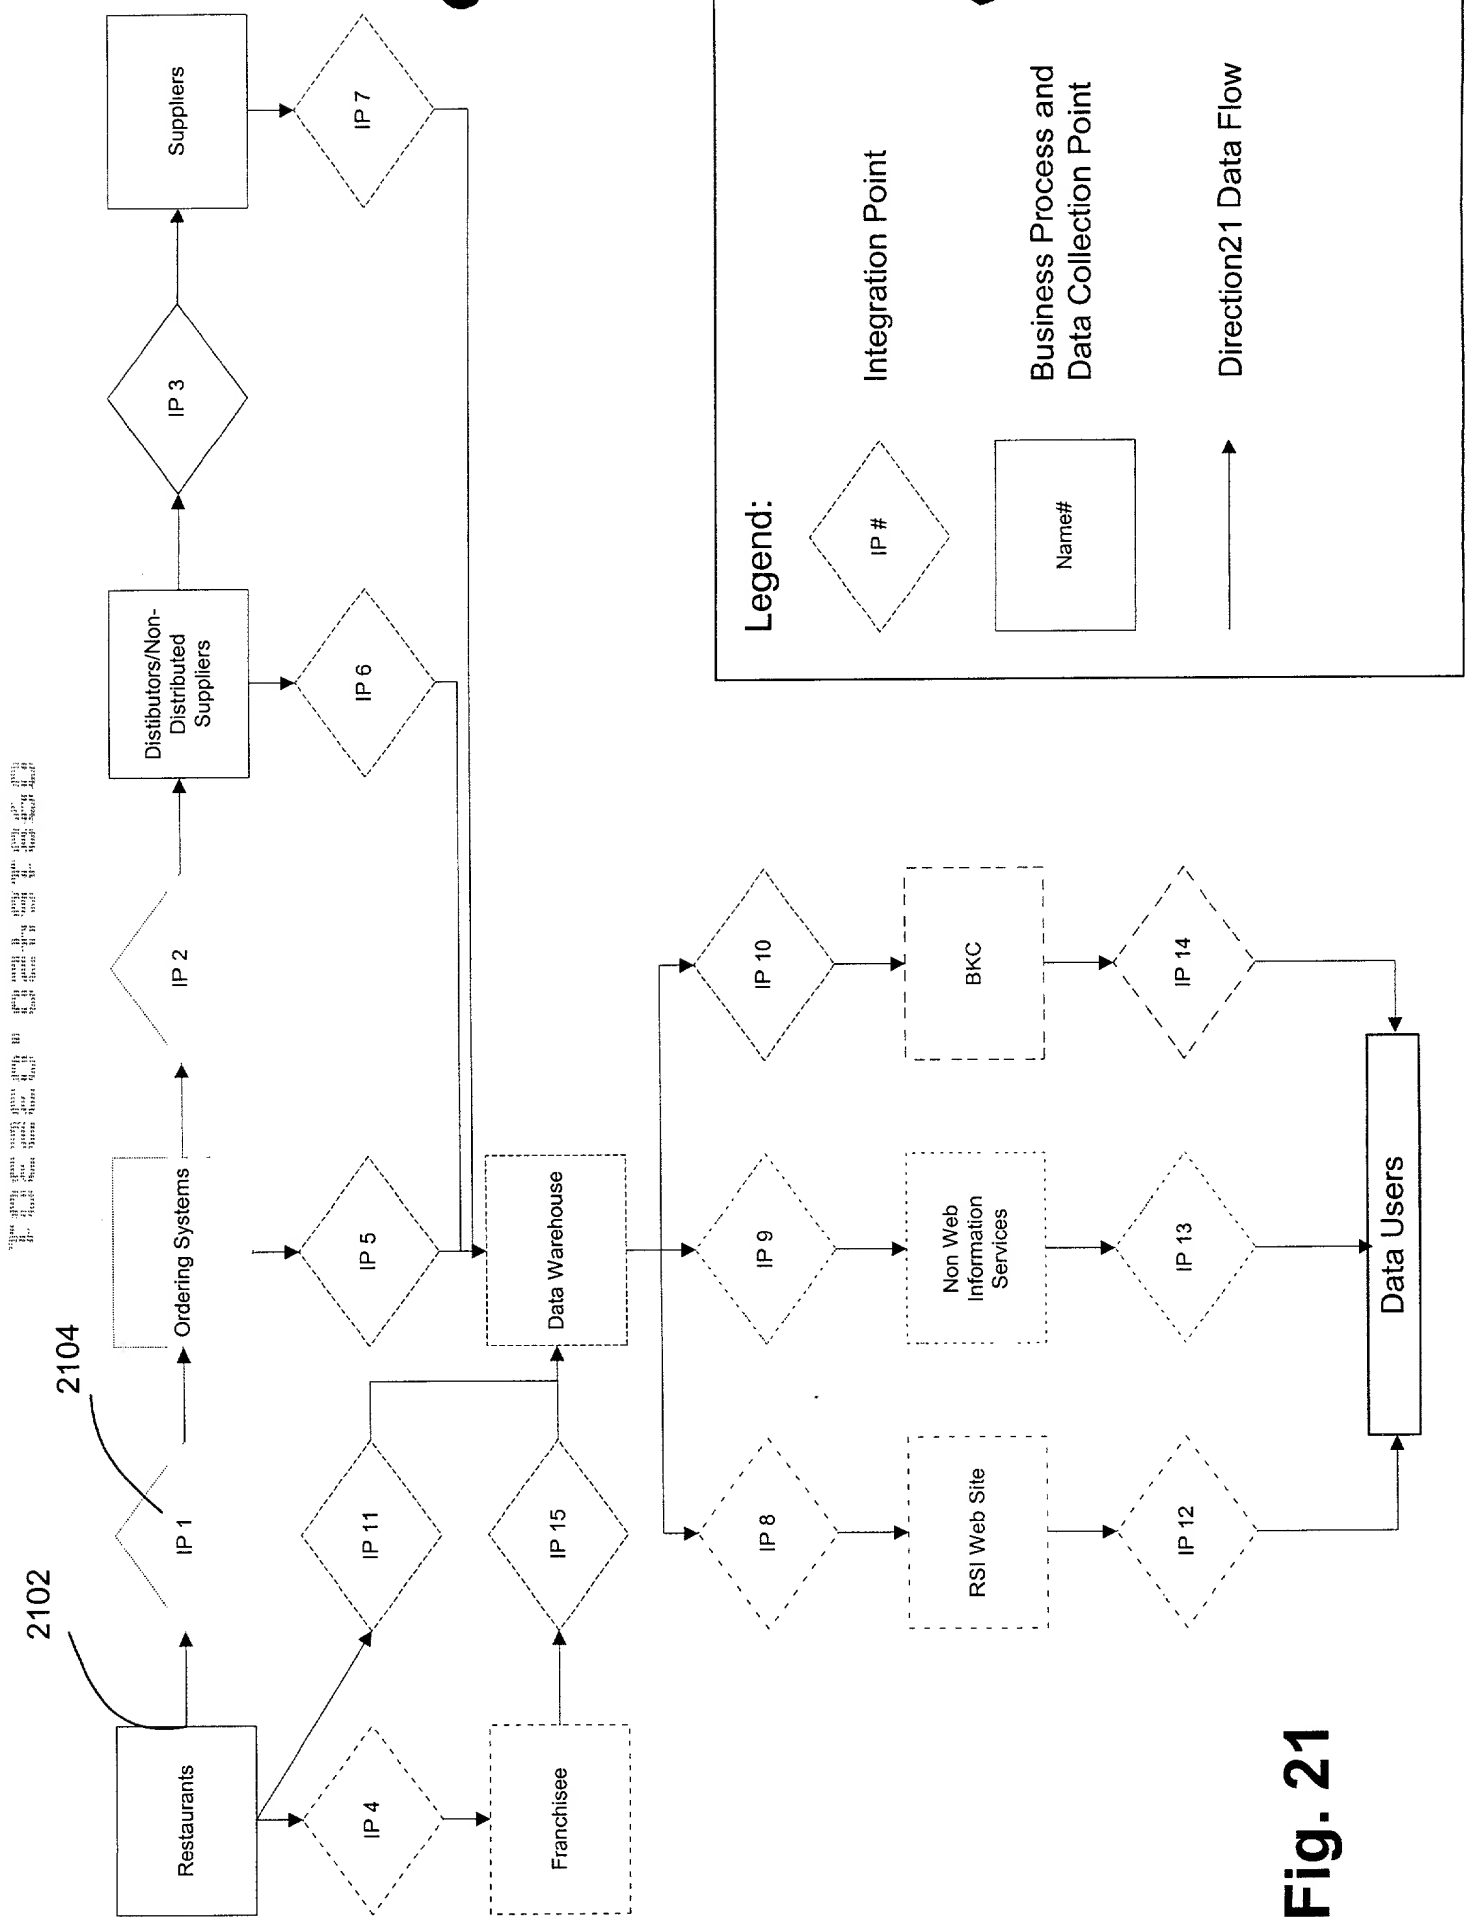 2102
2104
Restaurants
IP 1
Ordering Systems
IP 2
Distibutors/Non-
Distributed
Suppliers
IP 3
Suppliers
IP 4
IP 11
IP 5
IP 6
IP 7
Franchisee
IP 15
Data Warehouse
IP 8
IP 9
IP 10
RSI Web Site
Non Web
Information
Services
BKC
IP 12
IP 13
IP 14
Data Users
Legend:
IP #
Integration Point
Name#
Business Process and
Data Collection Point
Direction21 Data Flow
Fig. 21